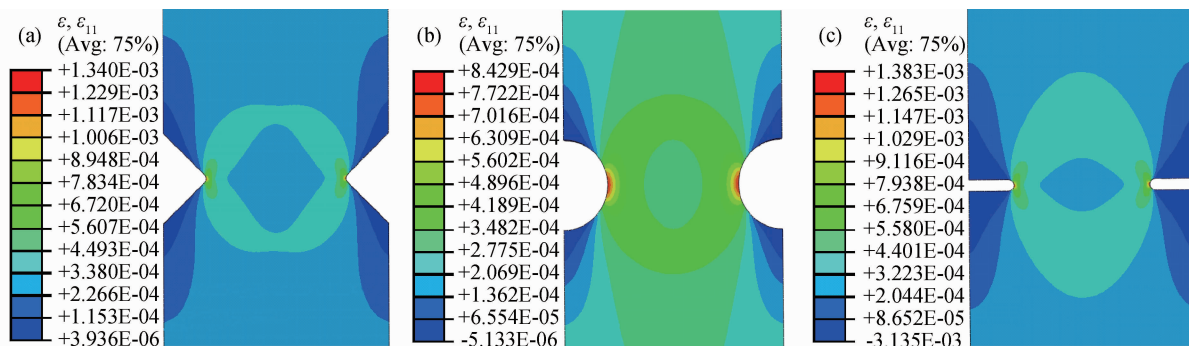 (a)
ε, ε11
(Avg: 75%)
+1.340E-03
+1.229E-03
+1.117E-03
+1.006E-03
+8.948E-04
+7.834E-04
+6.720E-04
+5.607E-04
+4.493E-04
+3.380E-04
+2.266E-04
+1.153E-04
+3.936E-06
(b)
ε, ε11
(Avg: 75%)
+8.429E-04
+7.722E-04
+7.016E-04
+6.309E-04
+5.602E-04
+4.896E-04
+4.189E-04
+3.482E-04
+2.775E-04
+2.069E-04
+1.362E-04
+6.554E-05
-5.133E-06
(c)
ε, ε11
(Avg: 75%)
+1.383E-03
+1.265E-03
+1.147E-03
+1.029E-03
+9.116E-04
+7.938E-04
+6.759E-04
+5.580E-04
+4.401E-04
+3.223E-04
+2.044E-04
+8.652E-05
-3.135E-03